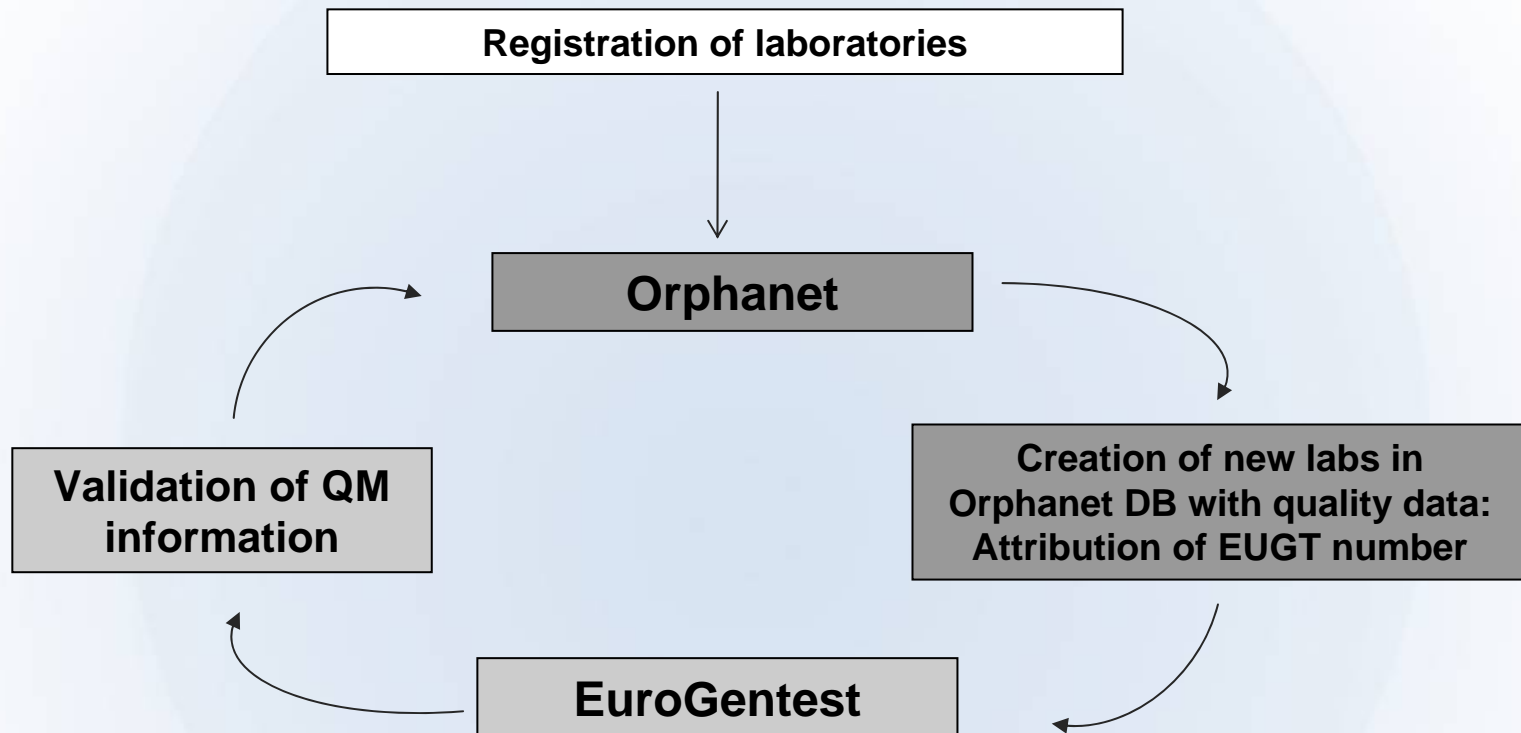 Registration of laboratories
Orphanet
Validation of QM
information
Creation of new labs in
Orphanet DB with quality data:
Attribution of EUGT number
EuroGentest